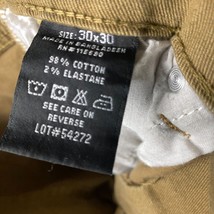 SIZE: 30x30
MADE IN BANGLADESH
98% COTTON
2% ELASTANE
SEE CARE ON
REVERSE
LOT#54272